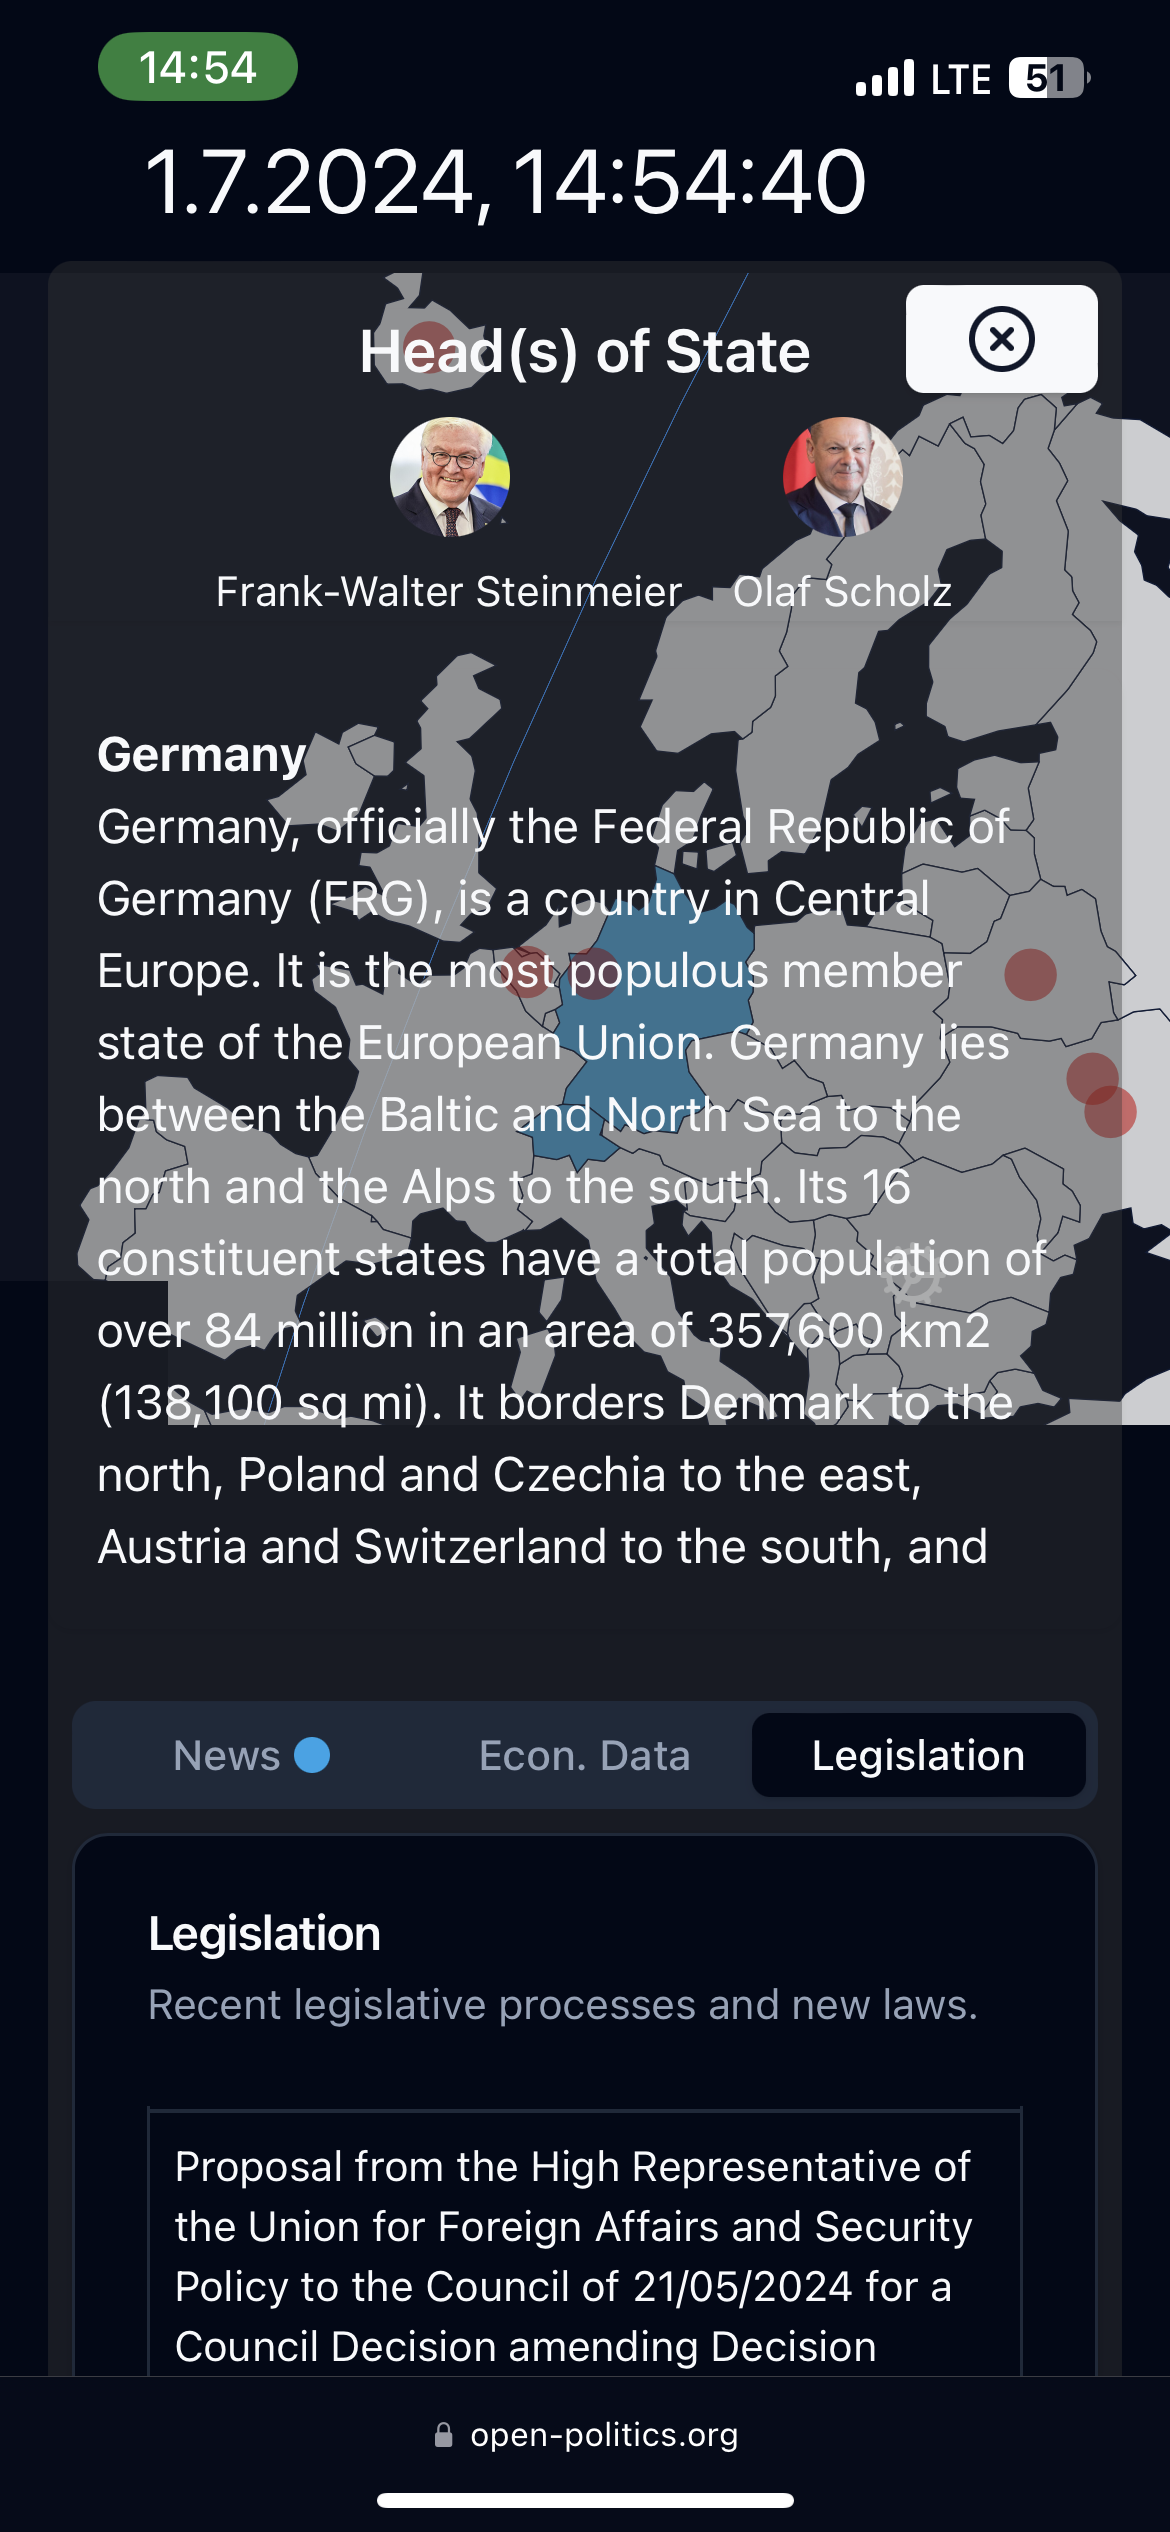 14:54
LTE 51
1.7.2024, 14:54:40
Head(s) of State
Frank-Walter Steinmeier Olaf Scholz
Germany
Germany, officially the Federal Republic of
Germany (FRG), is a country in Central
Europe. It is the most populous member
state of the European Union. Germany lies
between the Baltic and North Sea to the
north and the Alps to the south. Its 16
constituent states have a total population of
over 84 million in an area of 357,600 km2
(138,100 sq mi). It borders Denmark to the
north, Poland and Czechia to the east,
Austria and Switzerland to the south, and
News Econ. Data Legislation
Legislation
Recent legislative processes and new laws.
Proposal from the High Representative of
the Union for Foreign Affairs and Security
Policy to the Council of 21/05/2024 for a
Council Decision amending Decision
open-politics.org